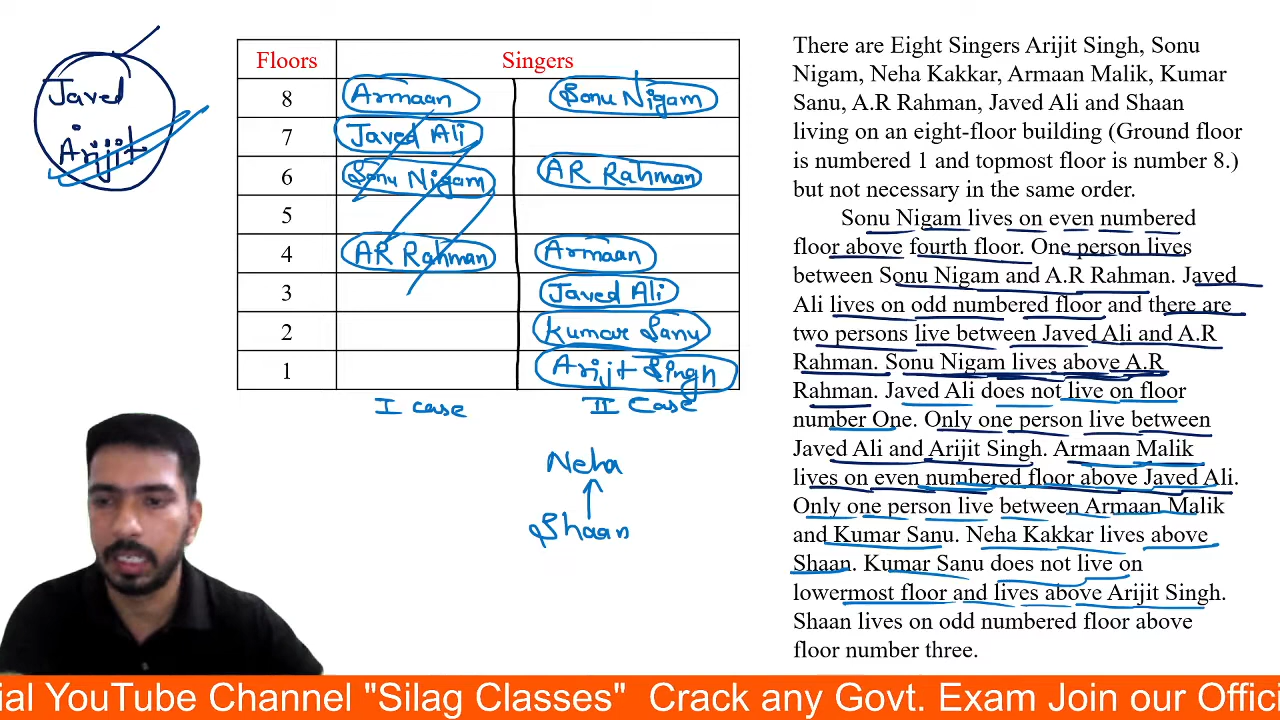 Javed
Arijit
Floors Singers
8 Armaan Sonu Nigam
7 Javed Ali
6 Sonu Nigam AR Rahman
5
4 AR Rahman Armaan
3 Javed Ali
2 Kumar Sanu
1 Arijit Singh
I case II Case
Neha
Shaan
There are Eight Singers Arijit Singh, Sonu
Nigam, Neha Kakkar, Armaan Malik, Kumar
Sanu, A.R Rahman, Javed Ali and Shaan
living on an eight-floor building (Ground floor
is numbered 1 and topmost floor is number 8.)
but not necessary in the same order.
Sonu Nigam lives on even numbered
floor above fourth floor. One person lives
between Sonu Nigam and A.R Rahman. Javed
Ali lives on odd numbered floor and there are
two persons live between Javed Ali and A.R
Rahman. Sonu Nigam lives above A.R
Rahman. Javed Ali does not live on floor
number One. Only one person live between
Javed Ali and Arijit Singh. Armaan Malik
lives on even numbered floor above Javed Ali.
Only one person live between Armaan Malik
and Kumar Sanu. Neha Kakkar lives above
Shaan. Kumar Sanu does not live on
lowermost floor and lives above Arijit Singh.
Shaan lives on odd numbered floor above
floor number three.
ial YouTube Channel "Silag Classes" Crack any Govt. Exam Join our Offici